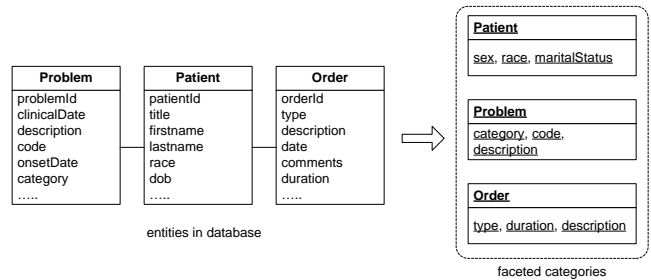 Problem
problemId
clinicalDate
description
code
onsetDate
category
…..
Patient
patientId
title
firstname
lastname
race
dob
…..
Order
orderId
type
description
date
comments
duration
…..
entities in database
Patient
sex, race, maritalStatus
Problem
category, code,
description
Order
type, duration, description
faceted categories